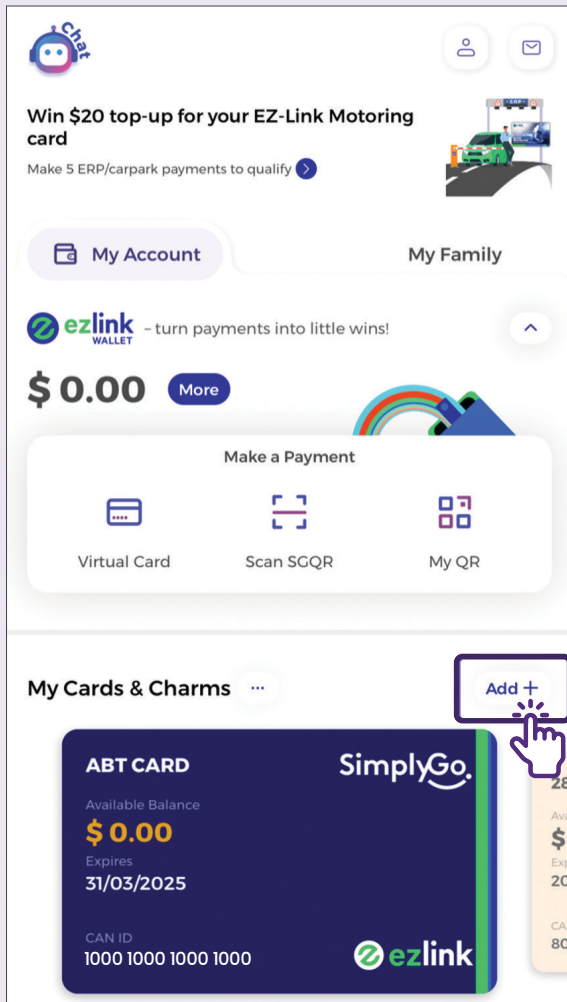 Chat
Win $20 top-up for your EZ-Link Motoring
card
Make 5 ERP/carpark payments to qualify
ERP
My Account
My Family
ezlink
WALLET
– turn payments into little wins!
$ 0.00
More
Make a Payment
Virtual Card
Scan SGQR
My QR
My Cards & Charms
Add +
ABT CARD
SimplyGo.
Available Balance
$ 0.00
Expires
31/03/2025
CAN ID
1000 1000 1000 1000
ezlink
28
$
20
80